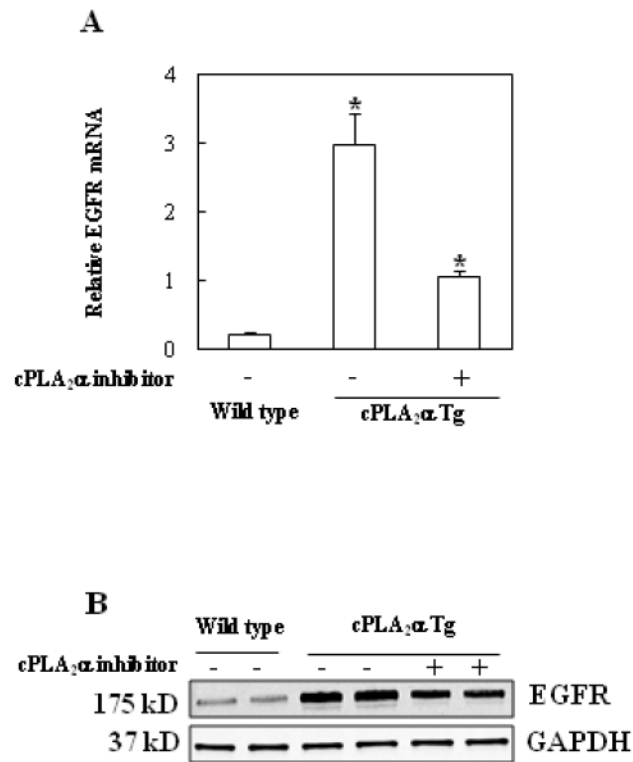 A
Relative EGFR mRNA
4
3
2
1
0
*
*
cPLA₂α inhibitor - - +
Wild type cPLA₂α Tg
B
Wild type cPLA₂α Tg
cPLA₂α inhibitor - - - - + +
175 kD EGFR
37 kD GAPDH